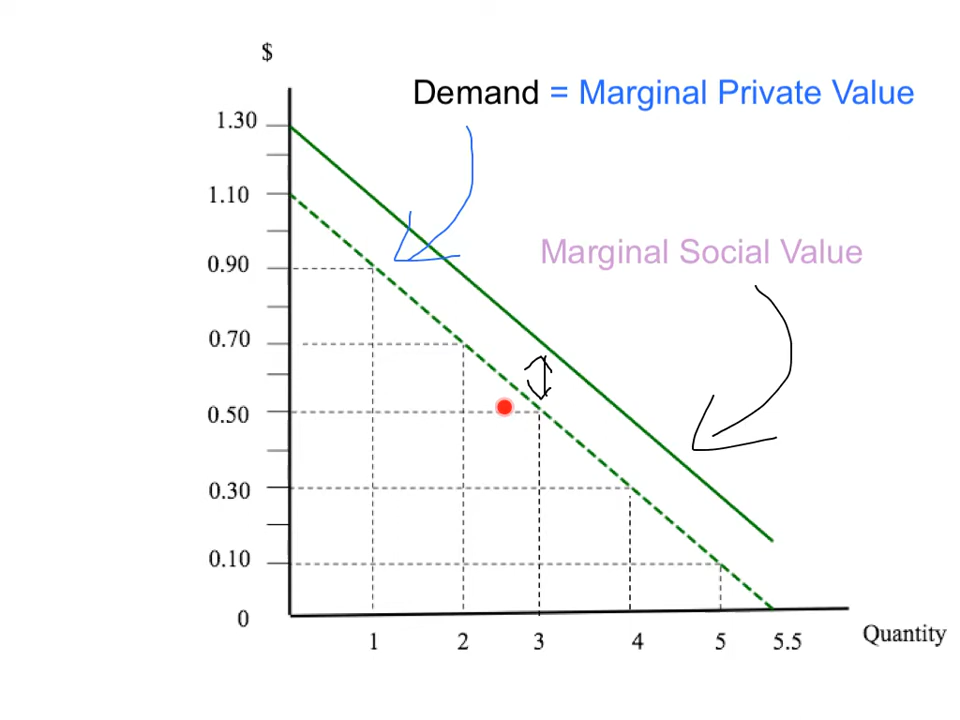 $
Demand = Marginal Private Value
1.30
1.10
Marginal Social Value
0.90
0.70
0.50
0.30
0.10
0
Quantity
1 2 3 4 5 5.5